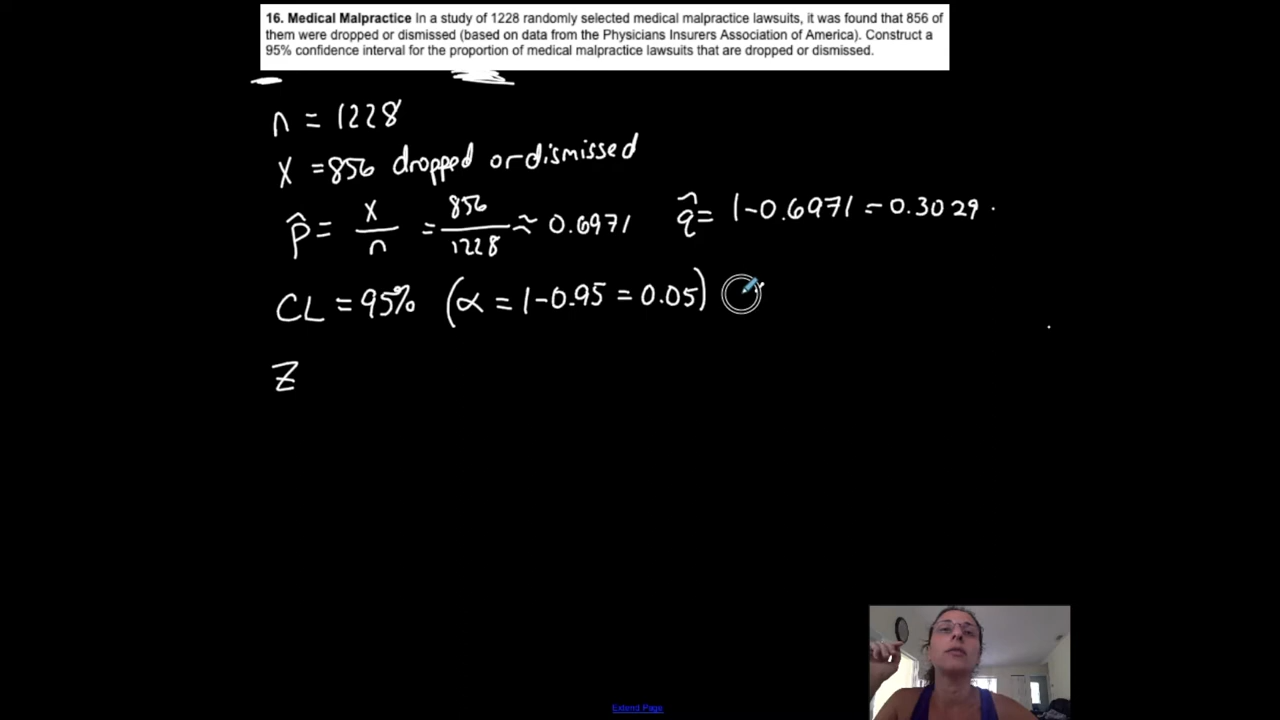 16. Medical Malpractice In a study of 1228 randomly selected medical malpractice lawsuits, it was found that 856 of
them were dropped or dismissed (based on data from the Physicians Insurers Association of America). Construct a
95% confidence interval for the proportion of medical malpractice lawsuits that are dropped or dismissed.
n = 1228
X = 856 dropped or dismissed
p̂ = X/n = 856/1228 ≈ 0.6971 q̂ = 1-0.6971 = 0.3029.
CL = 95% (α = 1-0.95 = 0.05)
Z
Extend Page